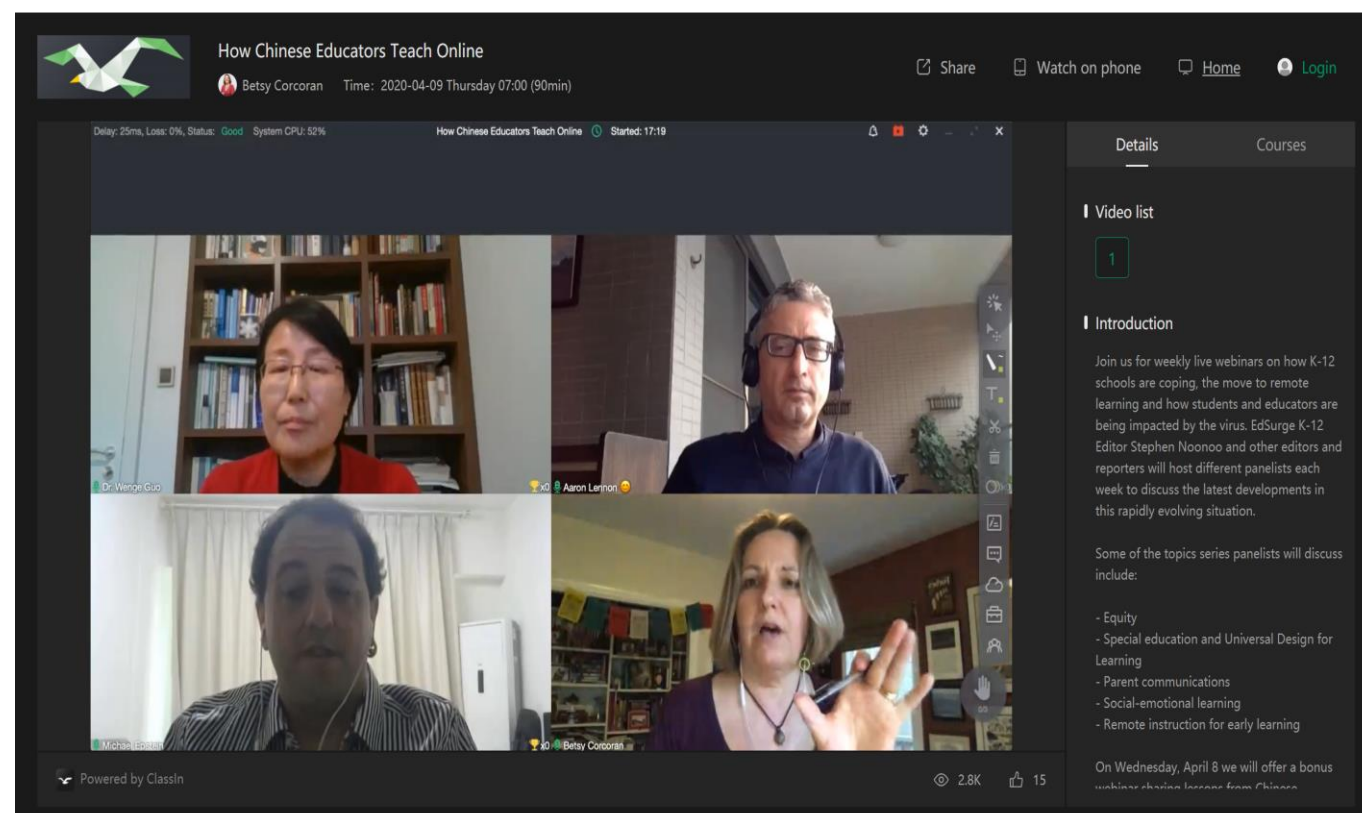 How Chinese Educators Teach Online
Share
Watch on phone
Home
Login
Betsy Corcoran Time: 2020-04-09 Thursday 07:00 (90min)
Delay: 25ms, Loss: 0%, Status: Good System CPU: 52%
How Chinese Educators Teach Online Started: 17:19
Dr. Wenge Guo
x0 Aaron Lennon
Michael
x0 Betsy Corcoran
0/0
Powered by ClassIn
2.8K
15
Details
Courses
Video list
1
Introduction
Join us for weekly live webinars on how K-12
schools are coping, the move to remote
learning and how students and educators are
being impacted by the virus. EdSurge K-12
Editor Stephen Noonoo and other editors and
reporters will host different panelists each
week to discuss the latest developments in
this rapidly evolving situation.
Some of the topics series panelists will discuss
include:
- Equity
- Special education and Universal Design for
Learning
- Parent communications
- Social-emotional learning
- Remote instruction for early learning
On Wednesday, April 8 we will offer a bonus
webinar sharing lessons from Chinese